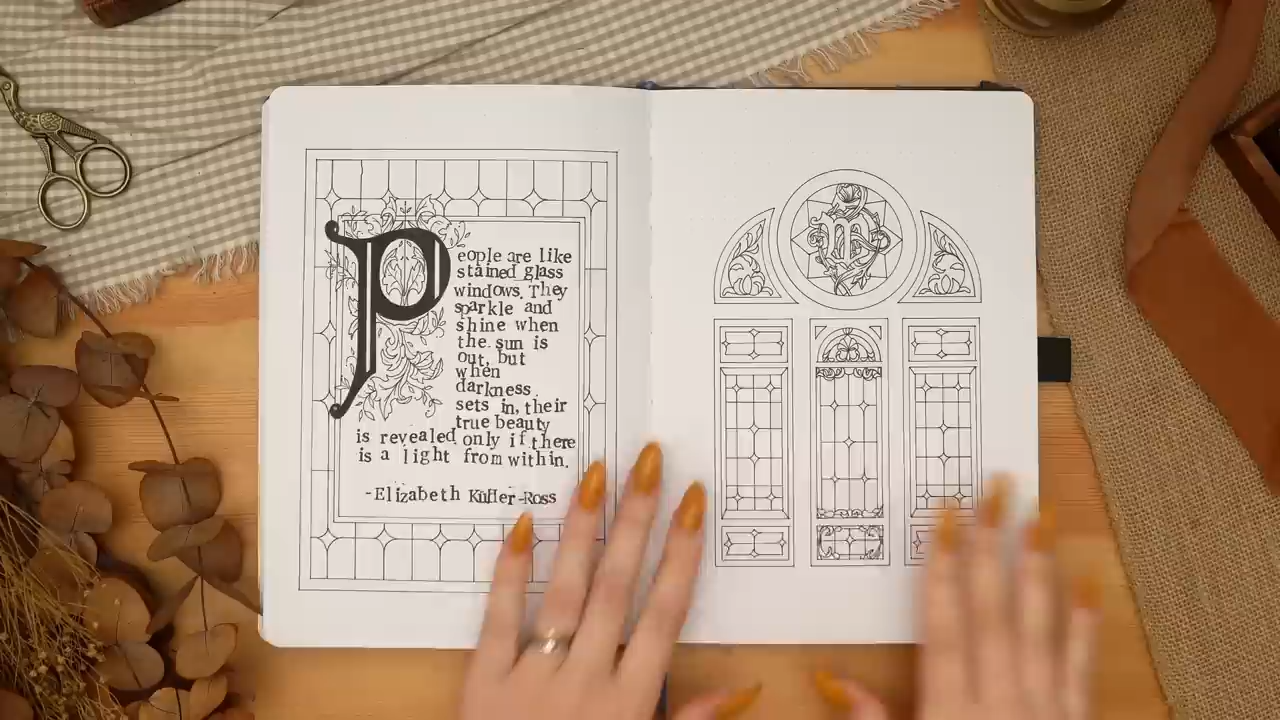 People are like
stained glass
windows. They
sparkle and
shine when
the sun is
out, but
when
darkness
sets in, their
true beauty
is revealed only if there
is a light from within.
-Elizabeth Küfler-Ross
m